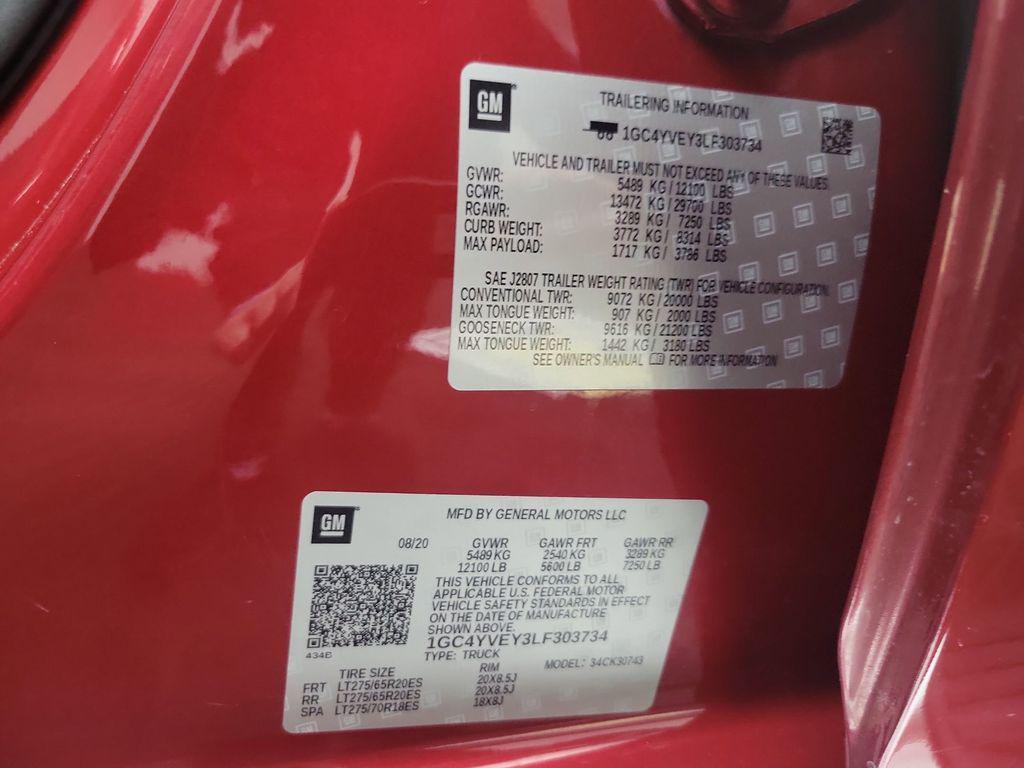 GM
TRAILERING INFORMATION
1GC4YVEY3LF303734
VEHICLE AND TRAILER MUST NOT EXCEED ANY OF THESE VALUES:
GVWR: 5489 KG / 12100 LBS
GCWR: 13472 KG / 29700 LBS
RGAWR: 3289 KG / 7250 LBS
CURB WEIGHT: 3772 KG / 8314 LBS
MAX PAYLOAD: 1717 KG / 3786 LBS
SAE J2807 TRAILER WEIGHT RATING (TWR) FOR VEHICLE CONFIGURATION.
CONVENTIONAL TWR: 9072 KG / 20000 LBS
MAX TONGUE WEIGHT: 907 KG / 2000 LBS
GOOSENECK TWR: 9616 KG / 21200 LBS
MAX TONGUE WEIGHT: 1442 KG / 3180 LBS
SEE OWNER'S MANUAL FOR MORE INFORMATION
GM
MFD BY GENERAL MOTORS LLC
08/20 GVWR GAWR FRT GAWR RR
5489 KG 2540 KG 3289 KG
12100 LB 5600 LB 7250 LB
THIS VEHICLE CONFORMS TO ALL
APPLICABLE U.S. FEDERAL MOTOR
VEHICLE SAFETY STANDARDS IN EFFECT
ON THE DATE OF MANUFACTURE
SHOWN ABOVE.
1GC4YVEY3LF303734
434B
TYPE: TRUCK MODEL: 34CK30743
TIRE SIZE RIM
FRT LT275/65R20ES 20X8.5J
RR LT275/65R20ES 20X8.5J
SPA LT275/70R18ES 18X8J